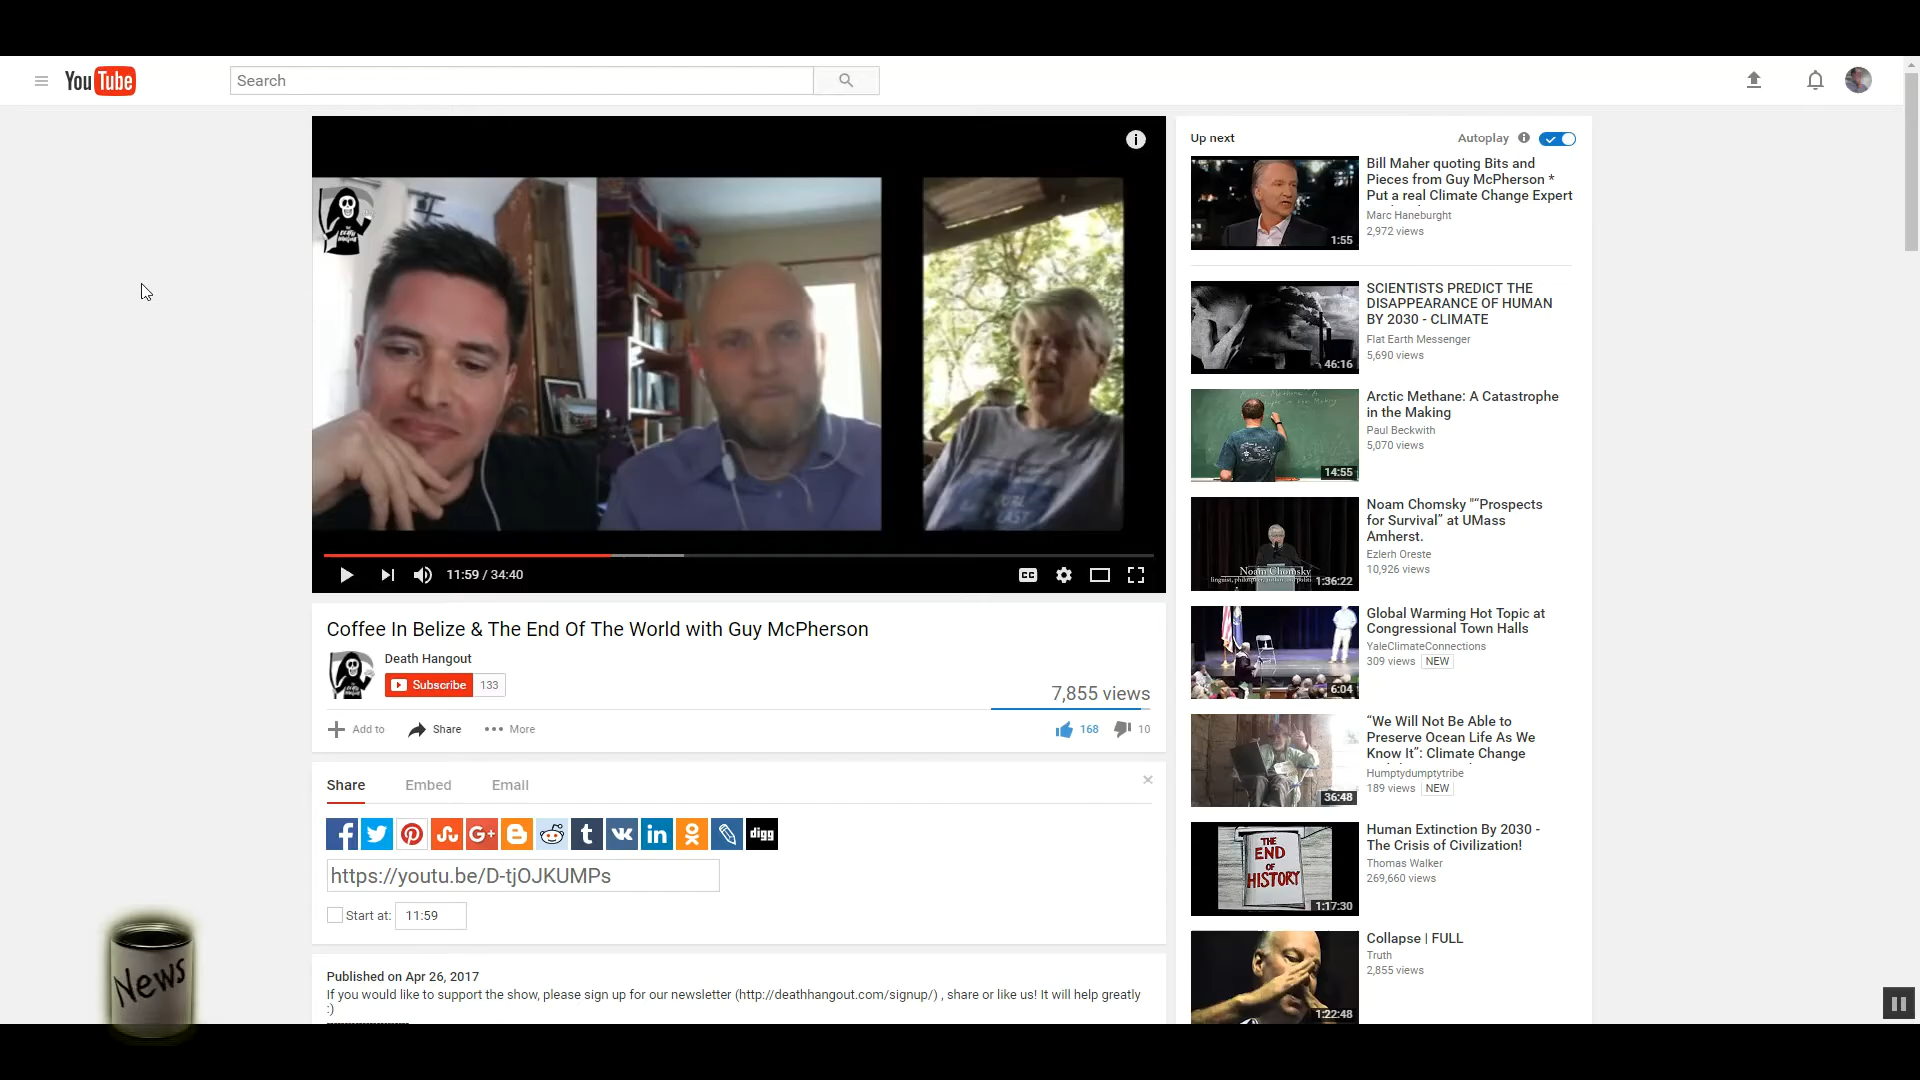 YouTube
Search
11:59 / 34:40
CC
Coffee In Belize & The End Of The World with Guy McPherson
Death Hangout
Subscribe 133
7,855 views
Add to Share More
168 10
Share Embed Email
digg
https://youtu.be/D-tjOJKUMPs
Start at: 11:59
Published on Apr 26, 2017
If you would like to support the show, please sign up for our newsletter (http://deathhangout.com/signup/) , share or like us! It will help greatly
:)
Up next Autoplay
1:55
Bill Maher quoting Bits and
Pieces from Guy McPherson *
Put a real Climate Change Expert
Marc Haneburght
2,972 views
46:16
SCIENTISTS PREDICT THE
DISAPPEARANCE OF HUMAN
BY 2030 - CLIMATE
Flat Earth Messenger
5,690 views
14:55
Arctic Methane: A Catastrophe
in the Making
Paul Beckwith
5,070 views
Noam Chomsky
1:36:22
Noam Chomsky "“Prospects
for Survival” at UMass
Amherst.
Ezlerh Oreste
10,926 views
6:04
Global Warming Hot Topic at
Congressional Town Halls
YaleClimateConnections
309 views NEW
36:48
“We Will Not Be Able to
Preserve Ocean Life As We
Know It”: Climate Change
Humptydumptytribe
189 views NEW
THE
END
OF
HISTORY
1:17:30
Human Extinction By 2030 -
The Crisis of Civilization!
Thomas Walker
269,660 views
1:22:48
Collapse | FULL
Truth
2,855 views
News